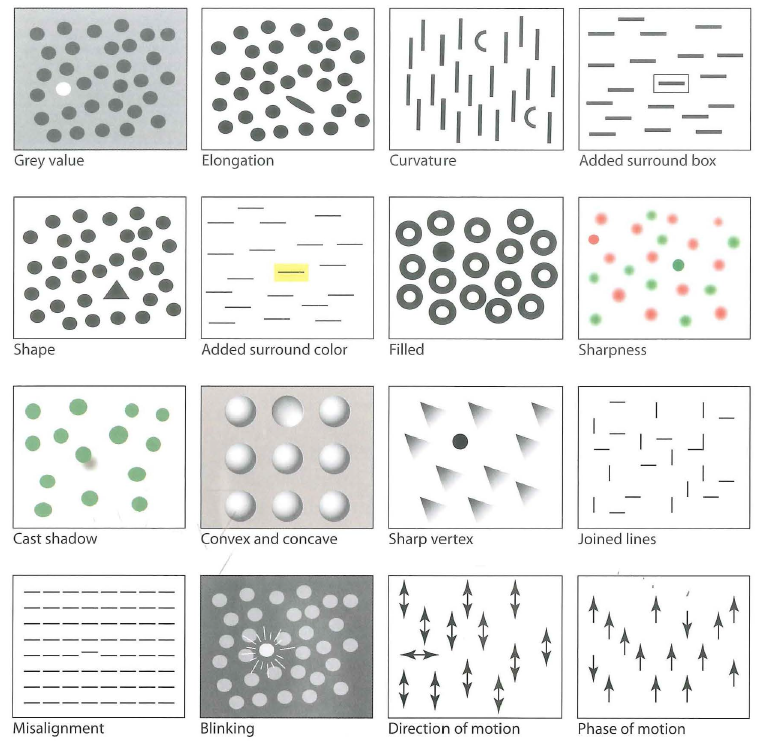 Grey value
Elongation
Curvature
Added surround box
Shape
Added surround color
Filled
Sharpness
Cast shadow
Convex and concave
Sharp vertex
Joined lines
Misalignment
Blinking
Direction of motion
Phase of motion